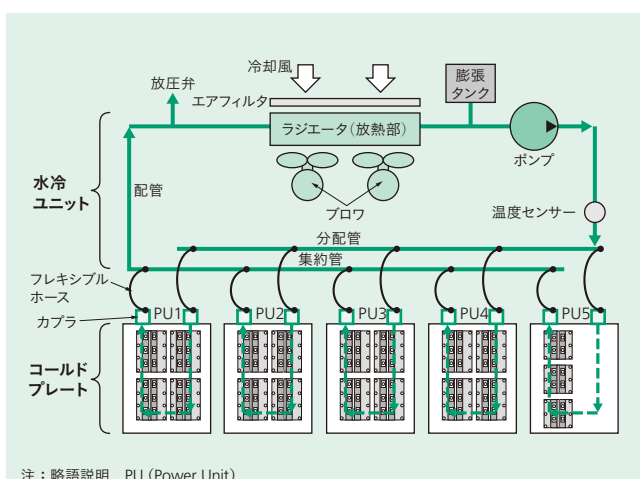 冷却風
放圧弁
エアフィルタ
膨張
タンク
ラジエータ(放熱部)
ポンプ
水冷
ユニット
配管
ブロワ
温度センサー
分配管
集約管
フレキシブル
ホース
カプラ
PU1
PU2
PU3
PU4
PU5
コールド
プレート
注:略語説明 PU(Power Unit)